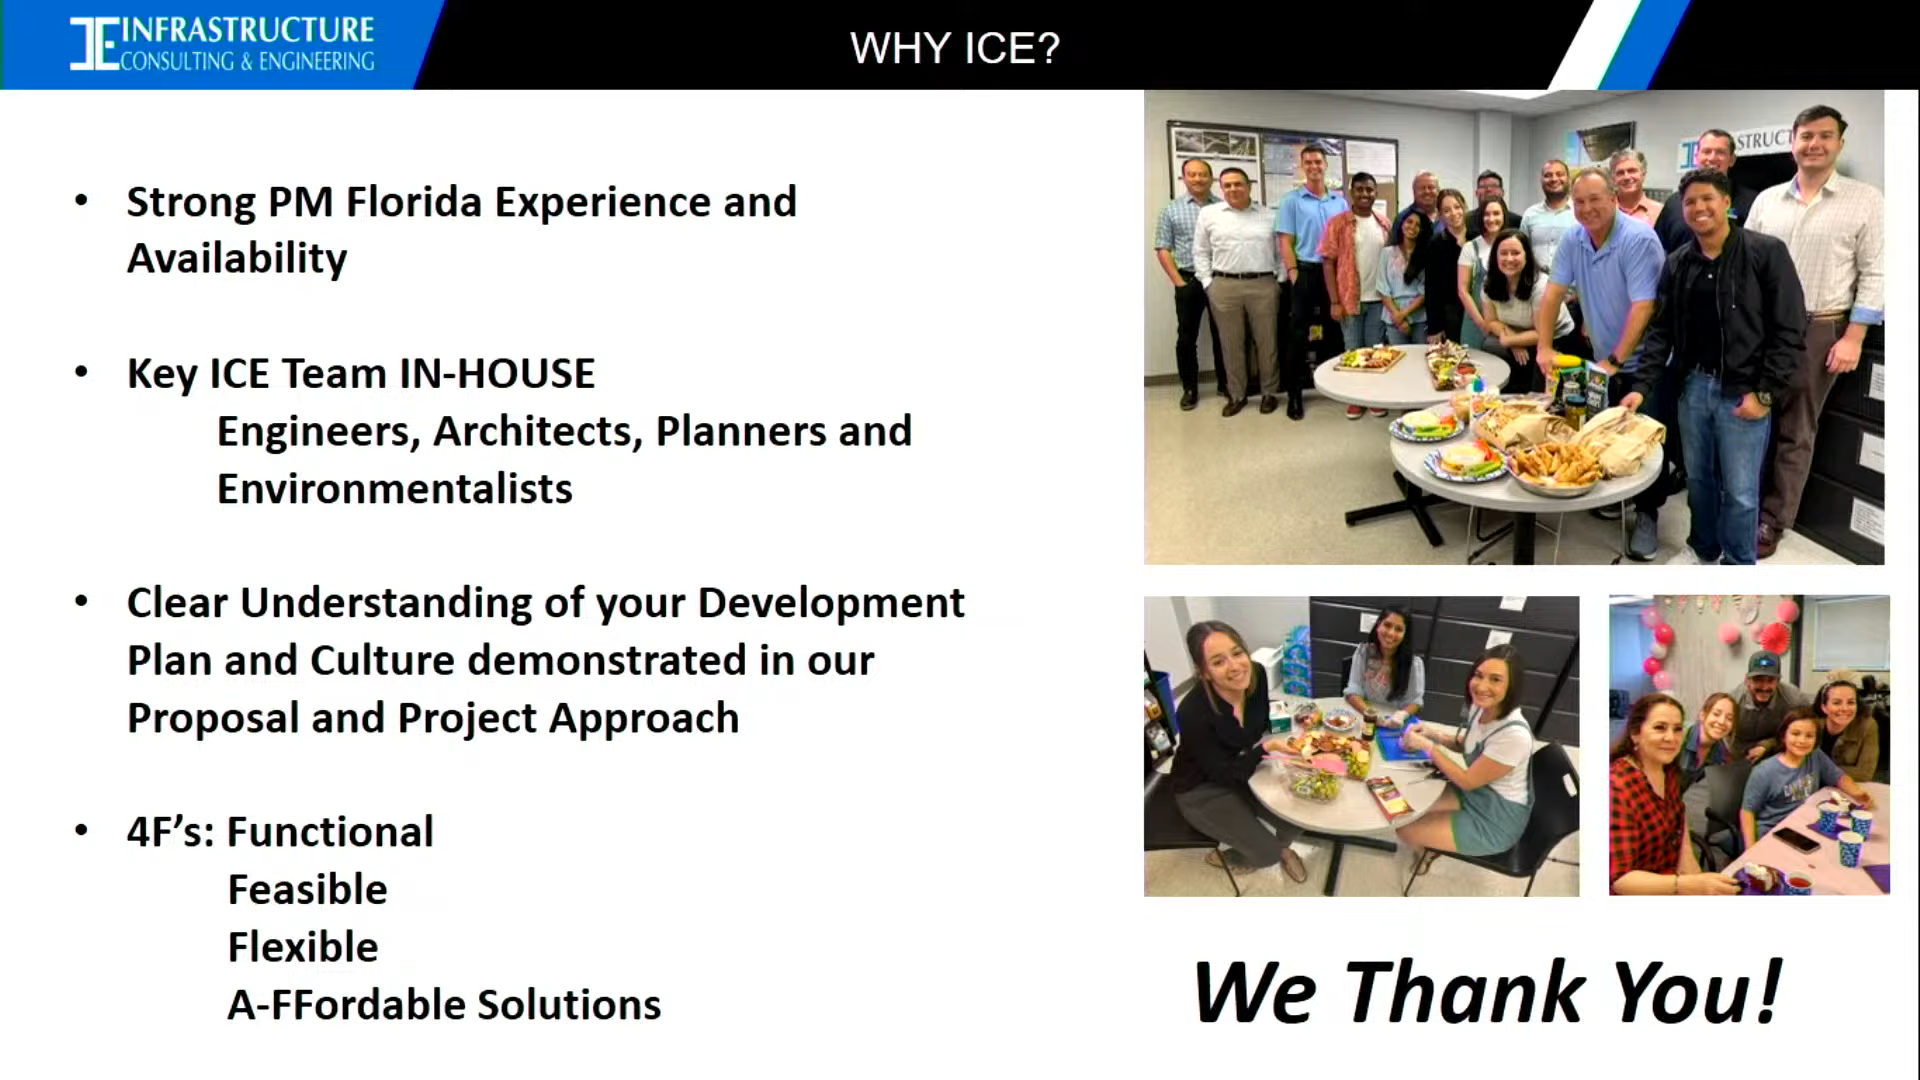 INFRASTRUCTURE
CONSULTING & ENGINEERING
WHY ICE?
• Strong PM Florida Experience and
Availability
• Key ICE Team IN-HOUSE
Engineers, Architects, Planners and
Environmentalists
• Clear Understanding of your Development
Plan and Culture demonstrated in our
Proposal and Project Approach
• 4F's: Functional
Feasible
Flexible
A-FFordable Solutions
We Thank You!